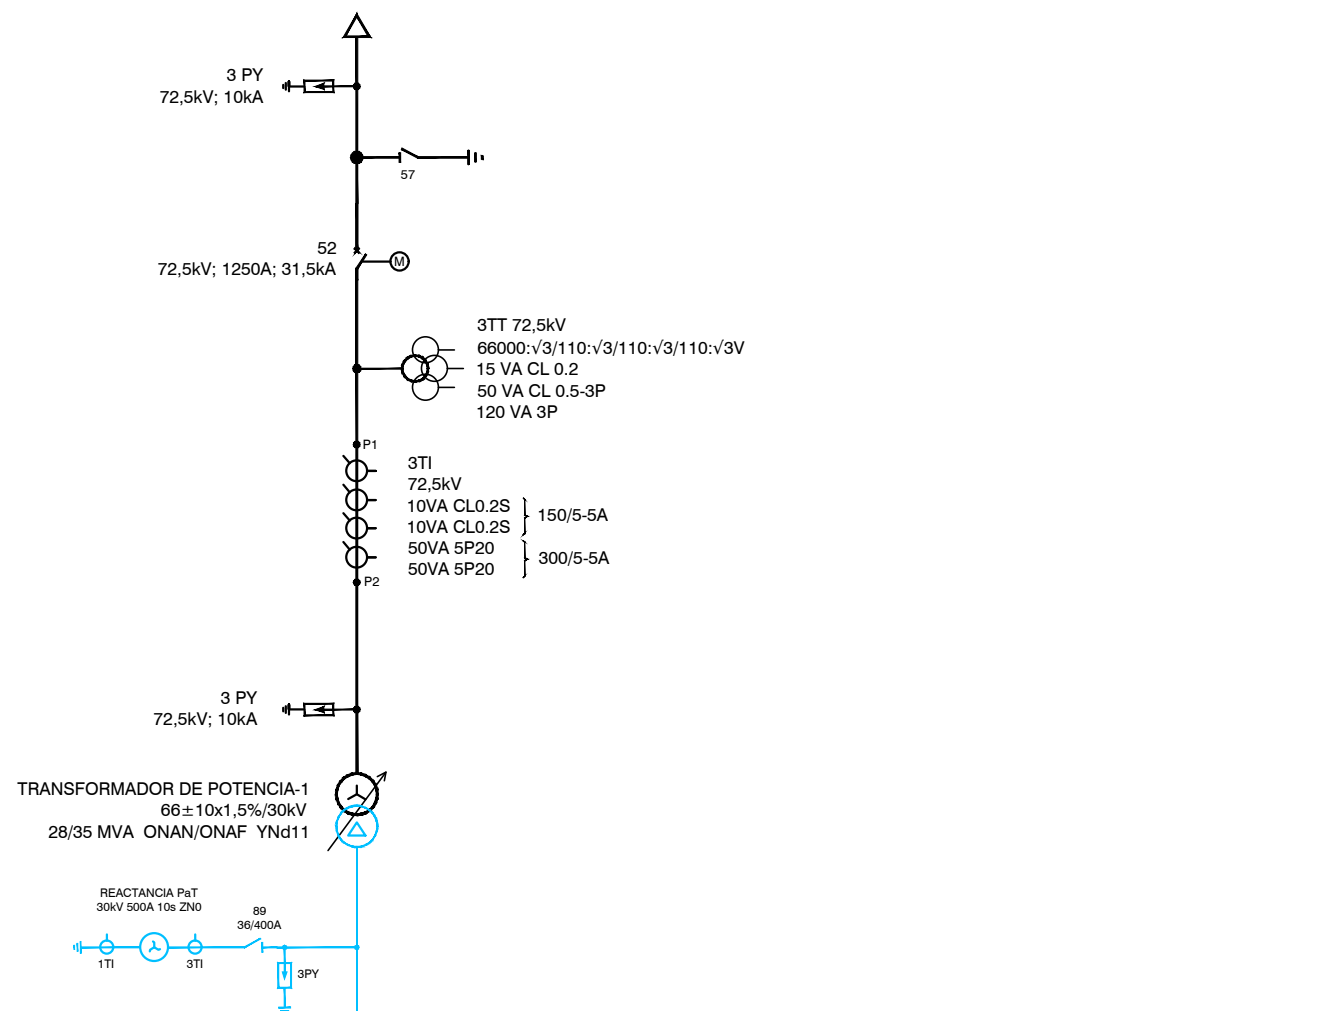 3 PY
72,5kV; 10kA
57
52
72,5kV; 1250A; 31,5kA
M
3TT 72,5kV
66000:√3/110:√3/110:√3/110:√3V
15 VA CL 0.2
50 VA CL 0.5-3P
120 VA 3P
P1
3TI
72,5kV
10VA CL0.2S
10VA CL0.2S
150/5-5A
50VA 5P20
50VA 5P20
300/5-5A
P2
3 PY
72,5kV; 10kA
TRANSFORMADOR DE POTENCIA-1
66±10x1,5%/30kV
28/35 MVA ONAN/ONAF YNd11
REACTANCIA PaT
30kV 500A 10s ZN0
89
36/400A
1TI
3TI
3PY